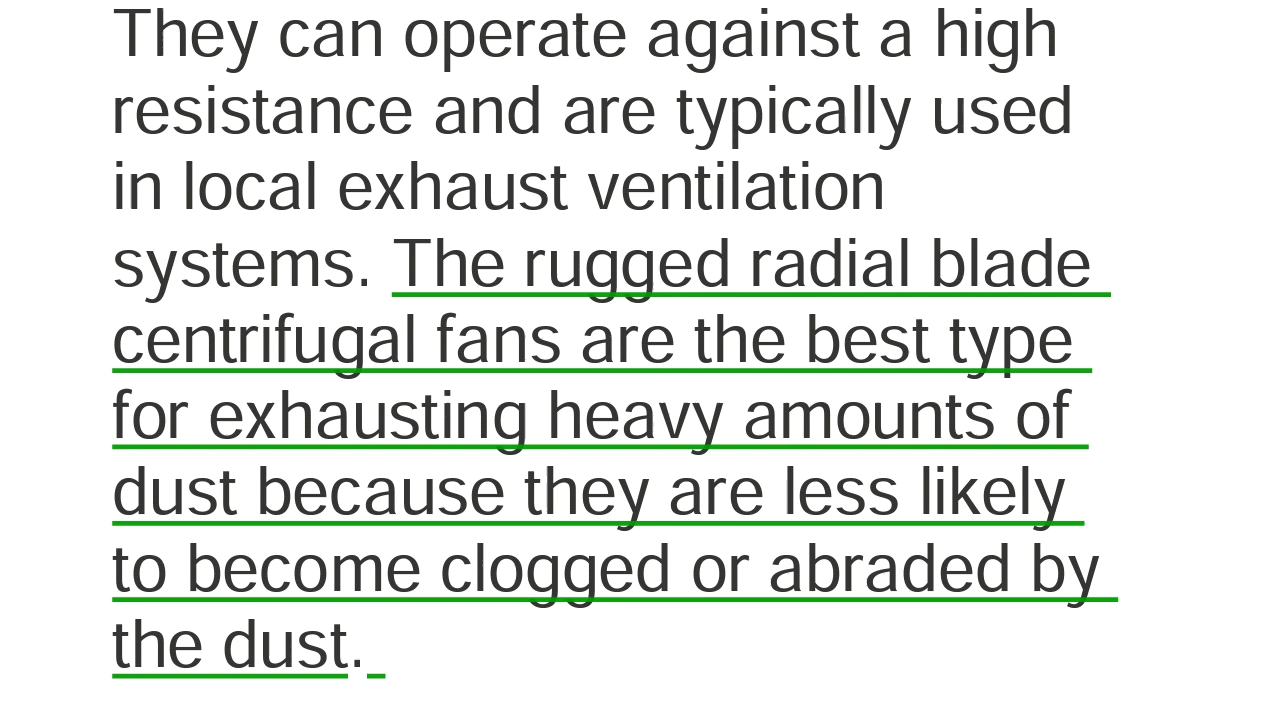 They can operate against a high
resistance and are typically used
in local exhaust ventilation
systems. The rugged radial blade
centrifugal fans are the best type
for exhausting heavy amounts of
dust because they are less likely
to become clogged or abraded by
the dust.